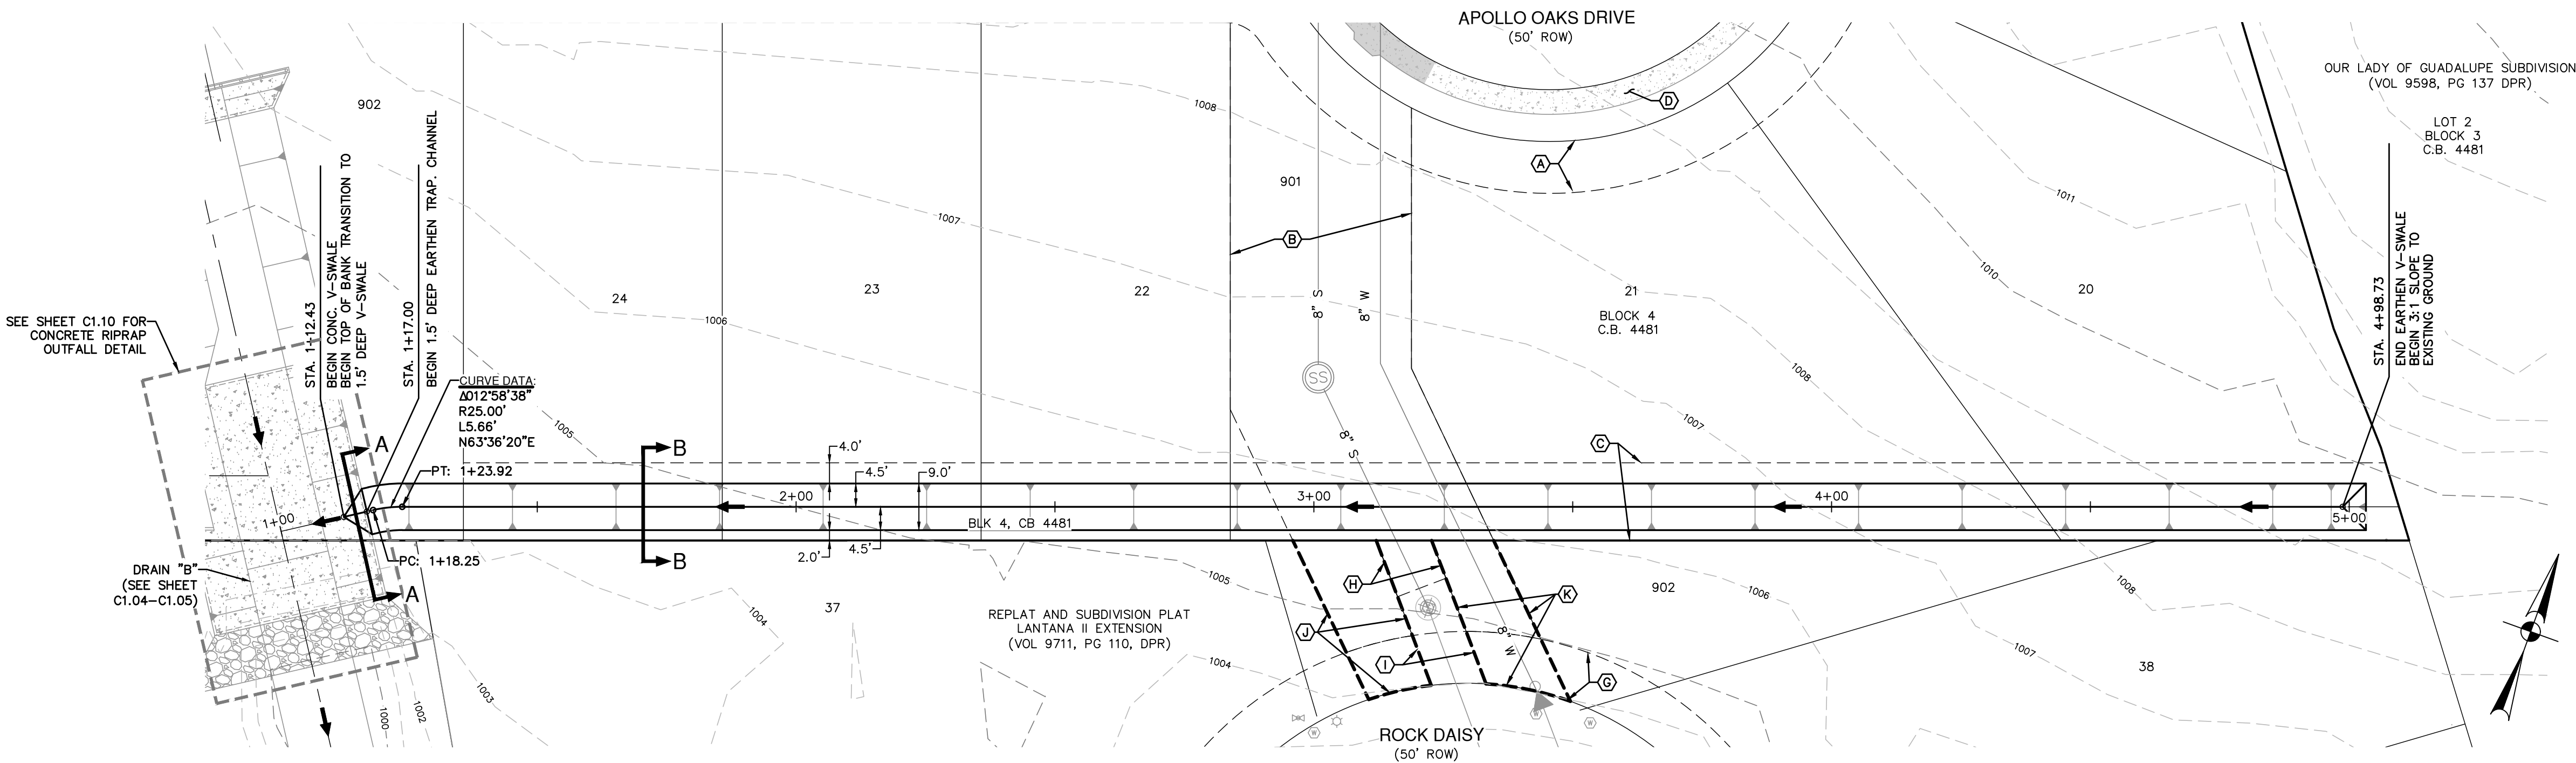 APOLLO OAKS DRIVE
(50' ROW)
OUR LADY OF GUADALUPE SUBDIVISION
(VOL 9598, PG 137 DPR)
LOT 2
BLOCK 3
C.B. 4481
902
1008
D
A
901
1011
1007
B
1010
STA. 1+12.43
BEGIN CONC. V-SWALE
BEGIN TOP OF BANK TRANSITION TO
1.5' DEEP V-SWALE
STA. 1+17.00
BEGIN 1.5' DEEP EARTHEN TRAP. CHANNEL
24
23
22
8" S
8" W
21
BLOCK 4
C.B. 4481
20
STA. 4+98.73
END EARTHEN V-SWALE
BEGIN 3:1 SLOPE TO
EXISTING GROUND
SEE SHEET C1.10 FOR
CONCRETE RIPRAP
OUTFALL DETAIL
1006
SS
1008
CURVE DATA:
Δ012°58'38"
R25.00'
L5.66'
N63°36'20"E
1005
8" S
1007
A
B
4.0'
C
PT: 1+23.92
4.5'
9.0'
1+00
2+00
3+00
4+00
5+00
BLK 4, CB 4481
PC: 1+18.25
B
2.0'
4.5'
DRAIN "B"
(SEE SHEET
C1.04-C1.05)
A
37
1004
1005
H
K
902
1006
1008
REPLAT AND SUBDIVISION PLAT
LANTANA II EXTENSION
(VOL 9711, PG 110, DPR)
J
8" W
1004
I
G
1007
38
1003
1002
1000
W
W
W
ROCK DAISY
(50' ROW)